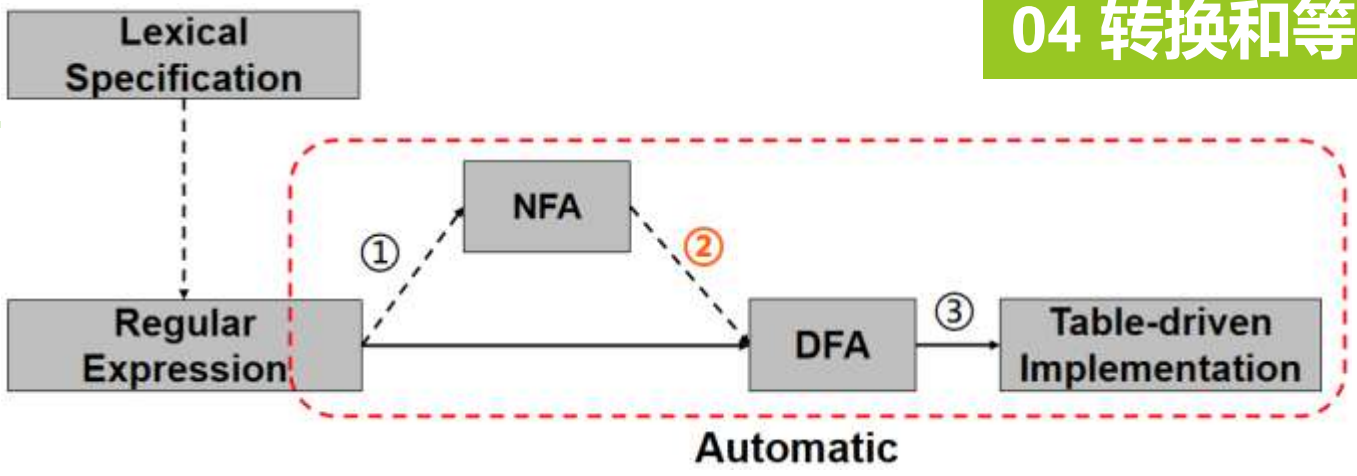 04 转换和等
Lexical
Specification
NFA
①
②
Regular
Expression
DFA
③
Table-driven
Implementation
Automatic